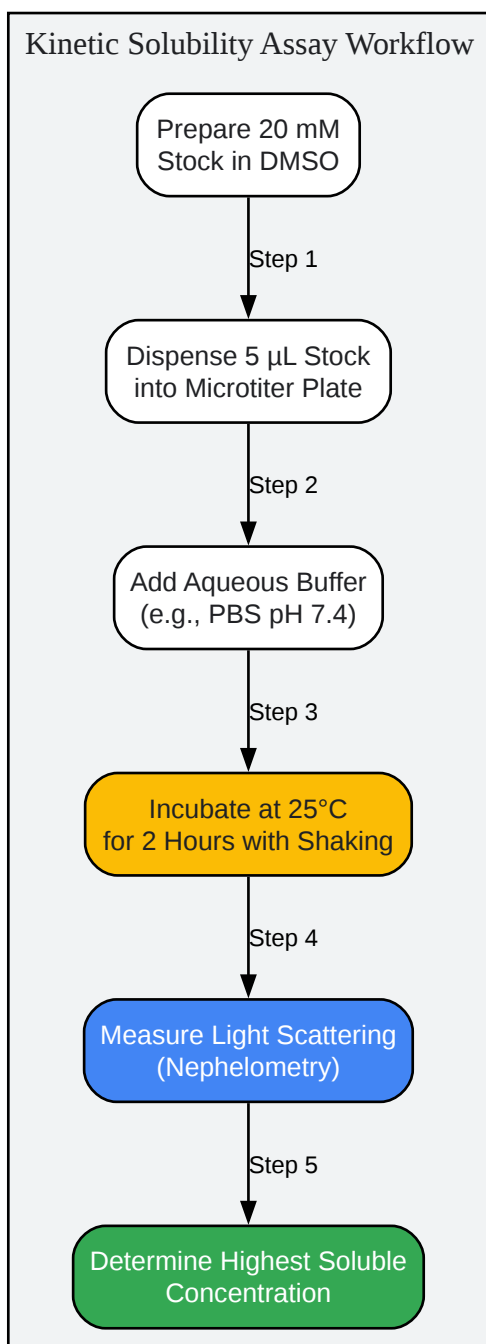 Kinetic Solubility Assay Workflow
Prepare 20 mM
Stock in DMSO
Step 1
Dispense 5 µL Stock
into Microtiter Plate
Step 2
Add Aqueous Buffer
(e.g., PBS pH 7.4)
Step 3
Incubate at 25°C
for 2 Hours with Shaking
Step 4
Measure Light Scattering
(Nephelometry)
Step 5
Determine Highest Soluble
Concentration